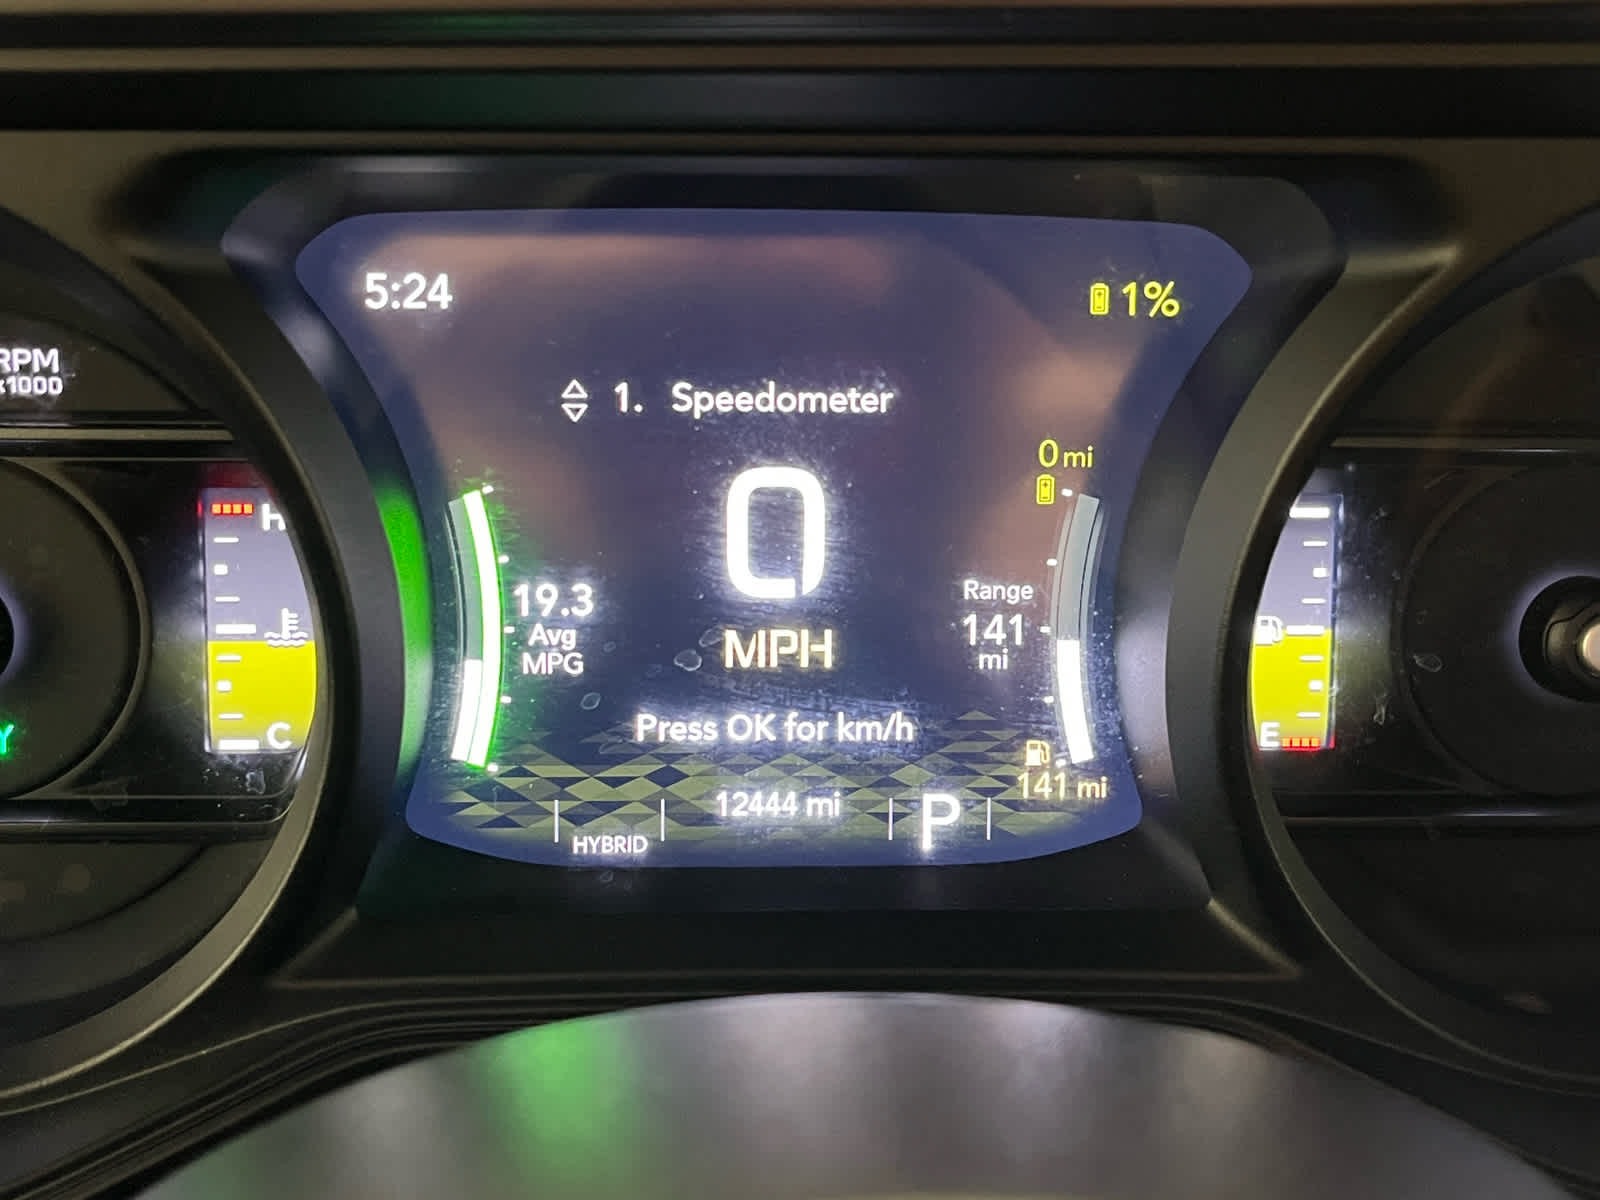 5:24
1%
RPM
x1000
1. Speedometer
0 mi
H
0
19.3
Avg
MPG
Range
141
mi
MPH
Press OK for km/h
C
E
141 mi
12444 mi
P
HYBRID